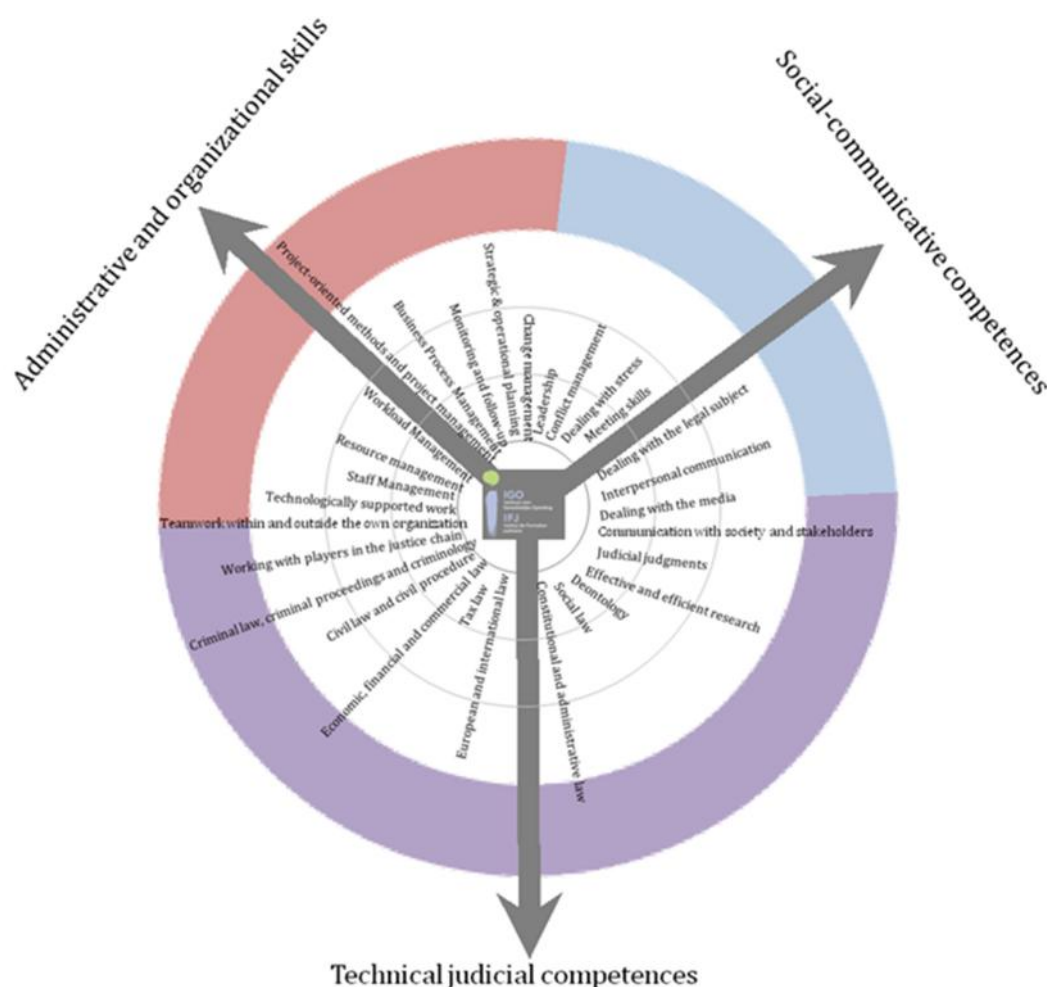 Administrative and organizational skills
Social-communicative competences
Project-oriented methods and project management
Business Process Management
Monitoring and follow-up
Strategic & operational planning
Change management
Leadership
Conflict management
Dealing with stress
Meeting skills
Dealing with the legal subject
Interpersonal communication
Dealing with the media
Communication with society and stakeholders
Judicial judgments
Effective and efficient research
Deontology
Social law
Constitutional and administrative law
European and international law
Tax law
Economic, financial and commercial law
Civil law and civil procedure
Criminal law, criminal proceedings and criminology
Working with players in the justice chain
Teamwork within and outside the own organization
Technologically supported work
Staff Management
Resource management
Workload Management
IGO
IFJ
Technical judicial competences